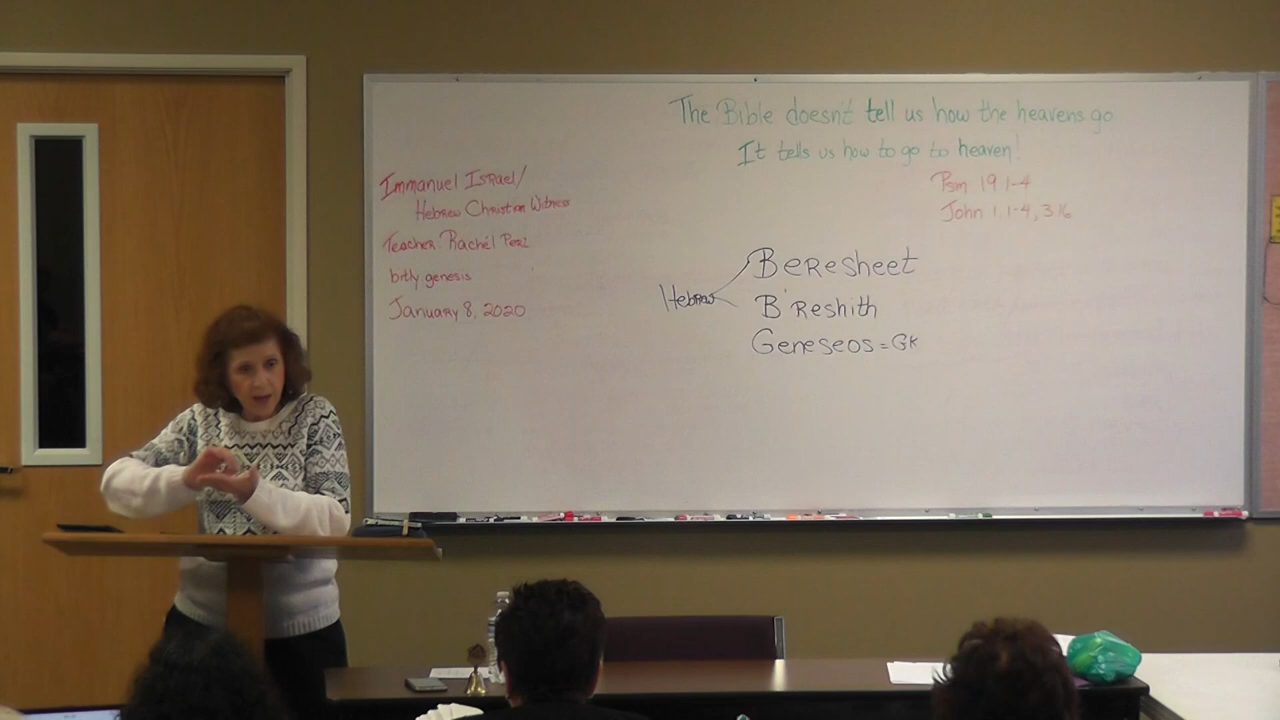 The Bible doesn't tell us how the heavens go
It tells us how to go to heaven!
Psm 19 1-4
John 1, 1-4, 3 16
Immanuel Israel/
Hebrew Christian Witness
Teacher: Rachel Perl
bitly genesis
January 8, 2020
Hebrew
Beresheet
B'Reshith
Geneseos = GK